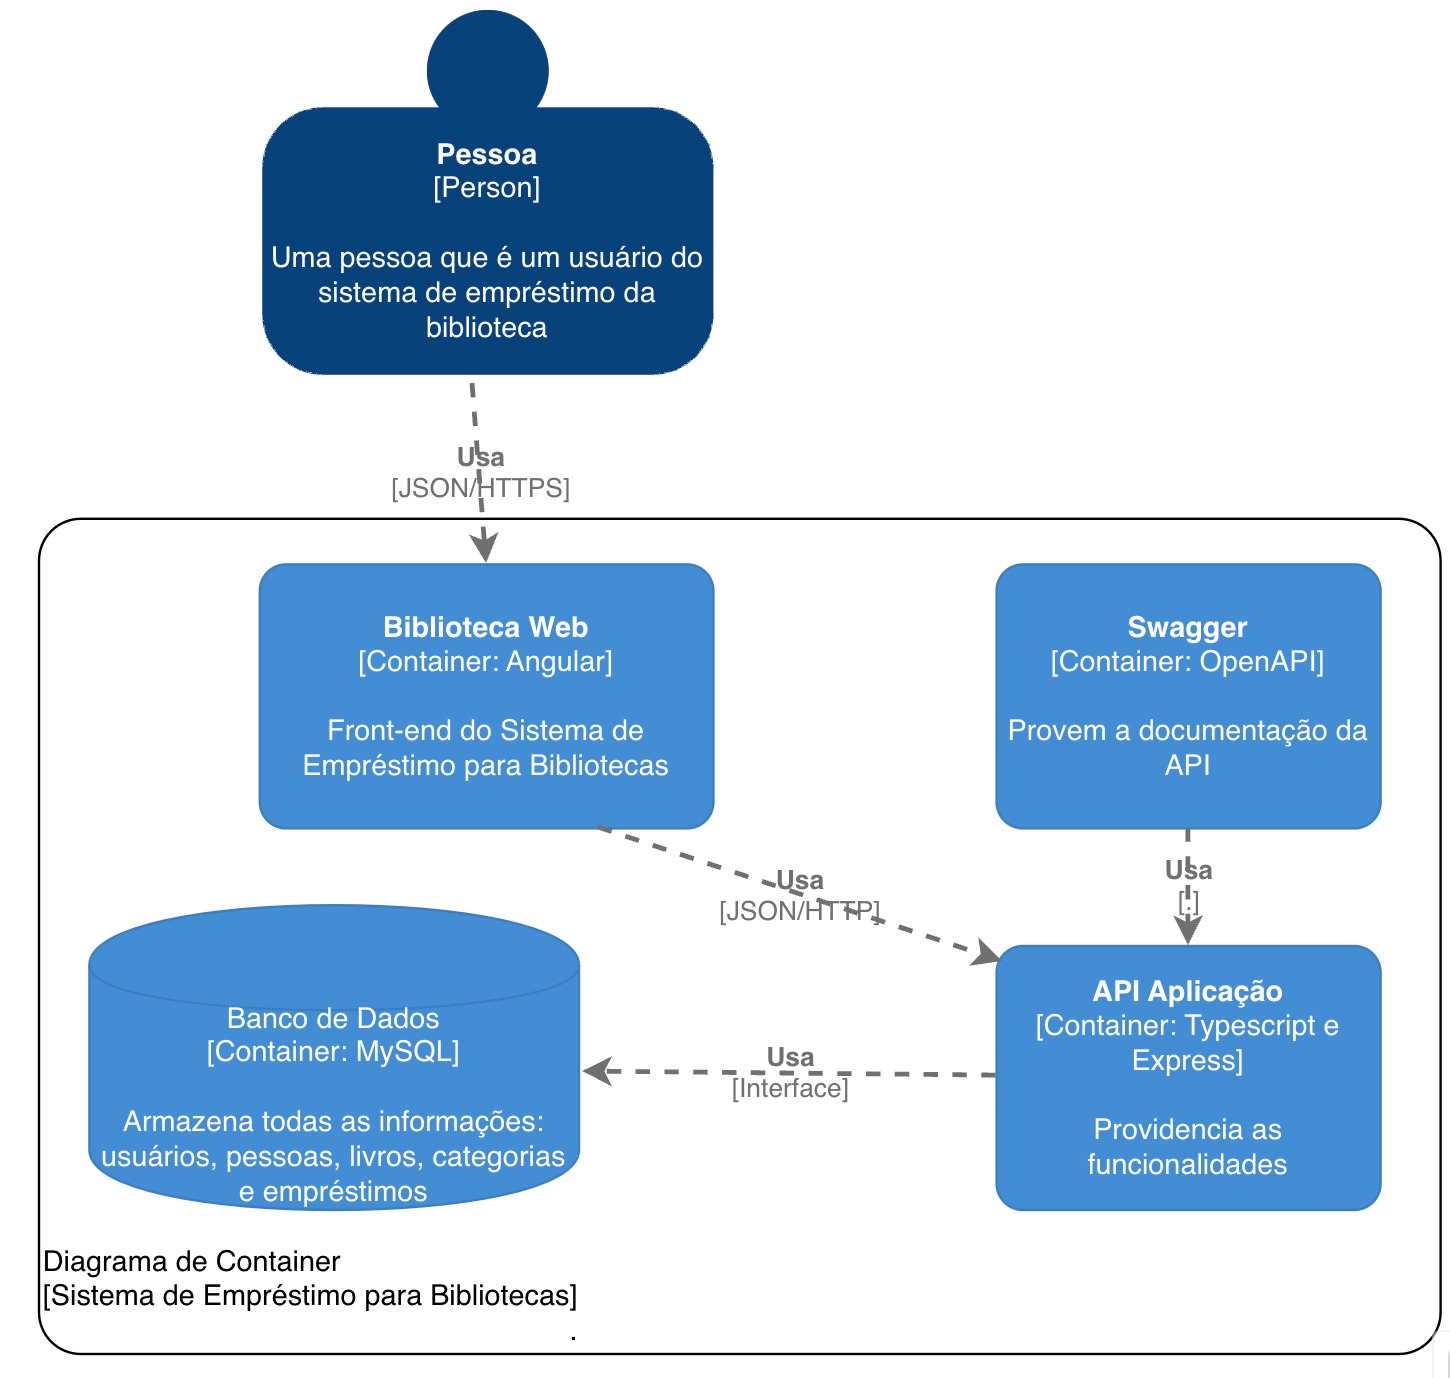 Pessoa
[Person]
Uma pessoa que é um usuário do
sistema de empréstimo da
biblioteca
Usa
[JSON/HTTPS]
Biblioteca Web
[Container: Angular]
Front-end do Sistema de
Empréstimo para Bibliotecas
Swagger
[Container: OpenAPI]
Provem a documentação da
API
Usa
[JSON/HTTP]
Usa
[.]
Banco de Dados
[Container: MySQL]
Armazena todas as informações:
usuários, pessoas, livros, categorias
e empréstimos
Usa
[Interface]
API Aplicação
[Container: Typescript e
Express]
Providencia as
funcionalidades
Diagrama de Container
[Sistema de Empréstimo para Bibliotecas]
.